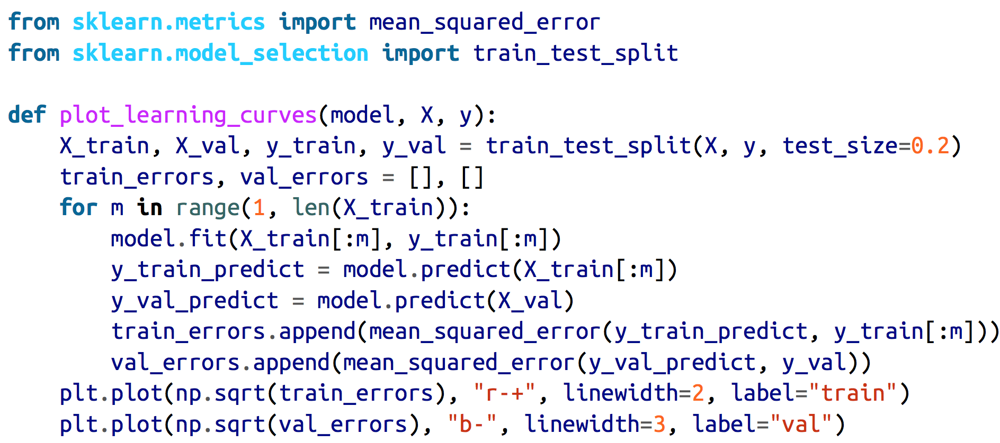 from sklearn.metrics import mean_squared_error
from sklearn.model_selection import train_test_split

def plot_learning_curves(model, X, y):
    X_train, X_val, y_train, y_val = train_test_split(X, y, test_size=0.2)
    train_errors, val_errors = [], []
    for m in range(1, len(X_train)):
        model.fit(X_train[:m], y_train[:m])
        y_train_predict = model.predict(X_train[:m])
        y_val_predict = model.predict(X_val)
        train_errors.append(mean_squared_error(y_train_predict, y_train[:m]))
        val_errors.append(mean_squared_error(y_val_predict, y_val))
    plt.plot(np.sqrt(train_errors), "r-+", linewidth=2, label="train")
    plt.plot(np.sqrt(val_errors), "b-", linewidth=3, label="val")